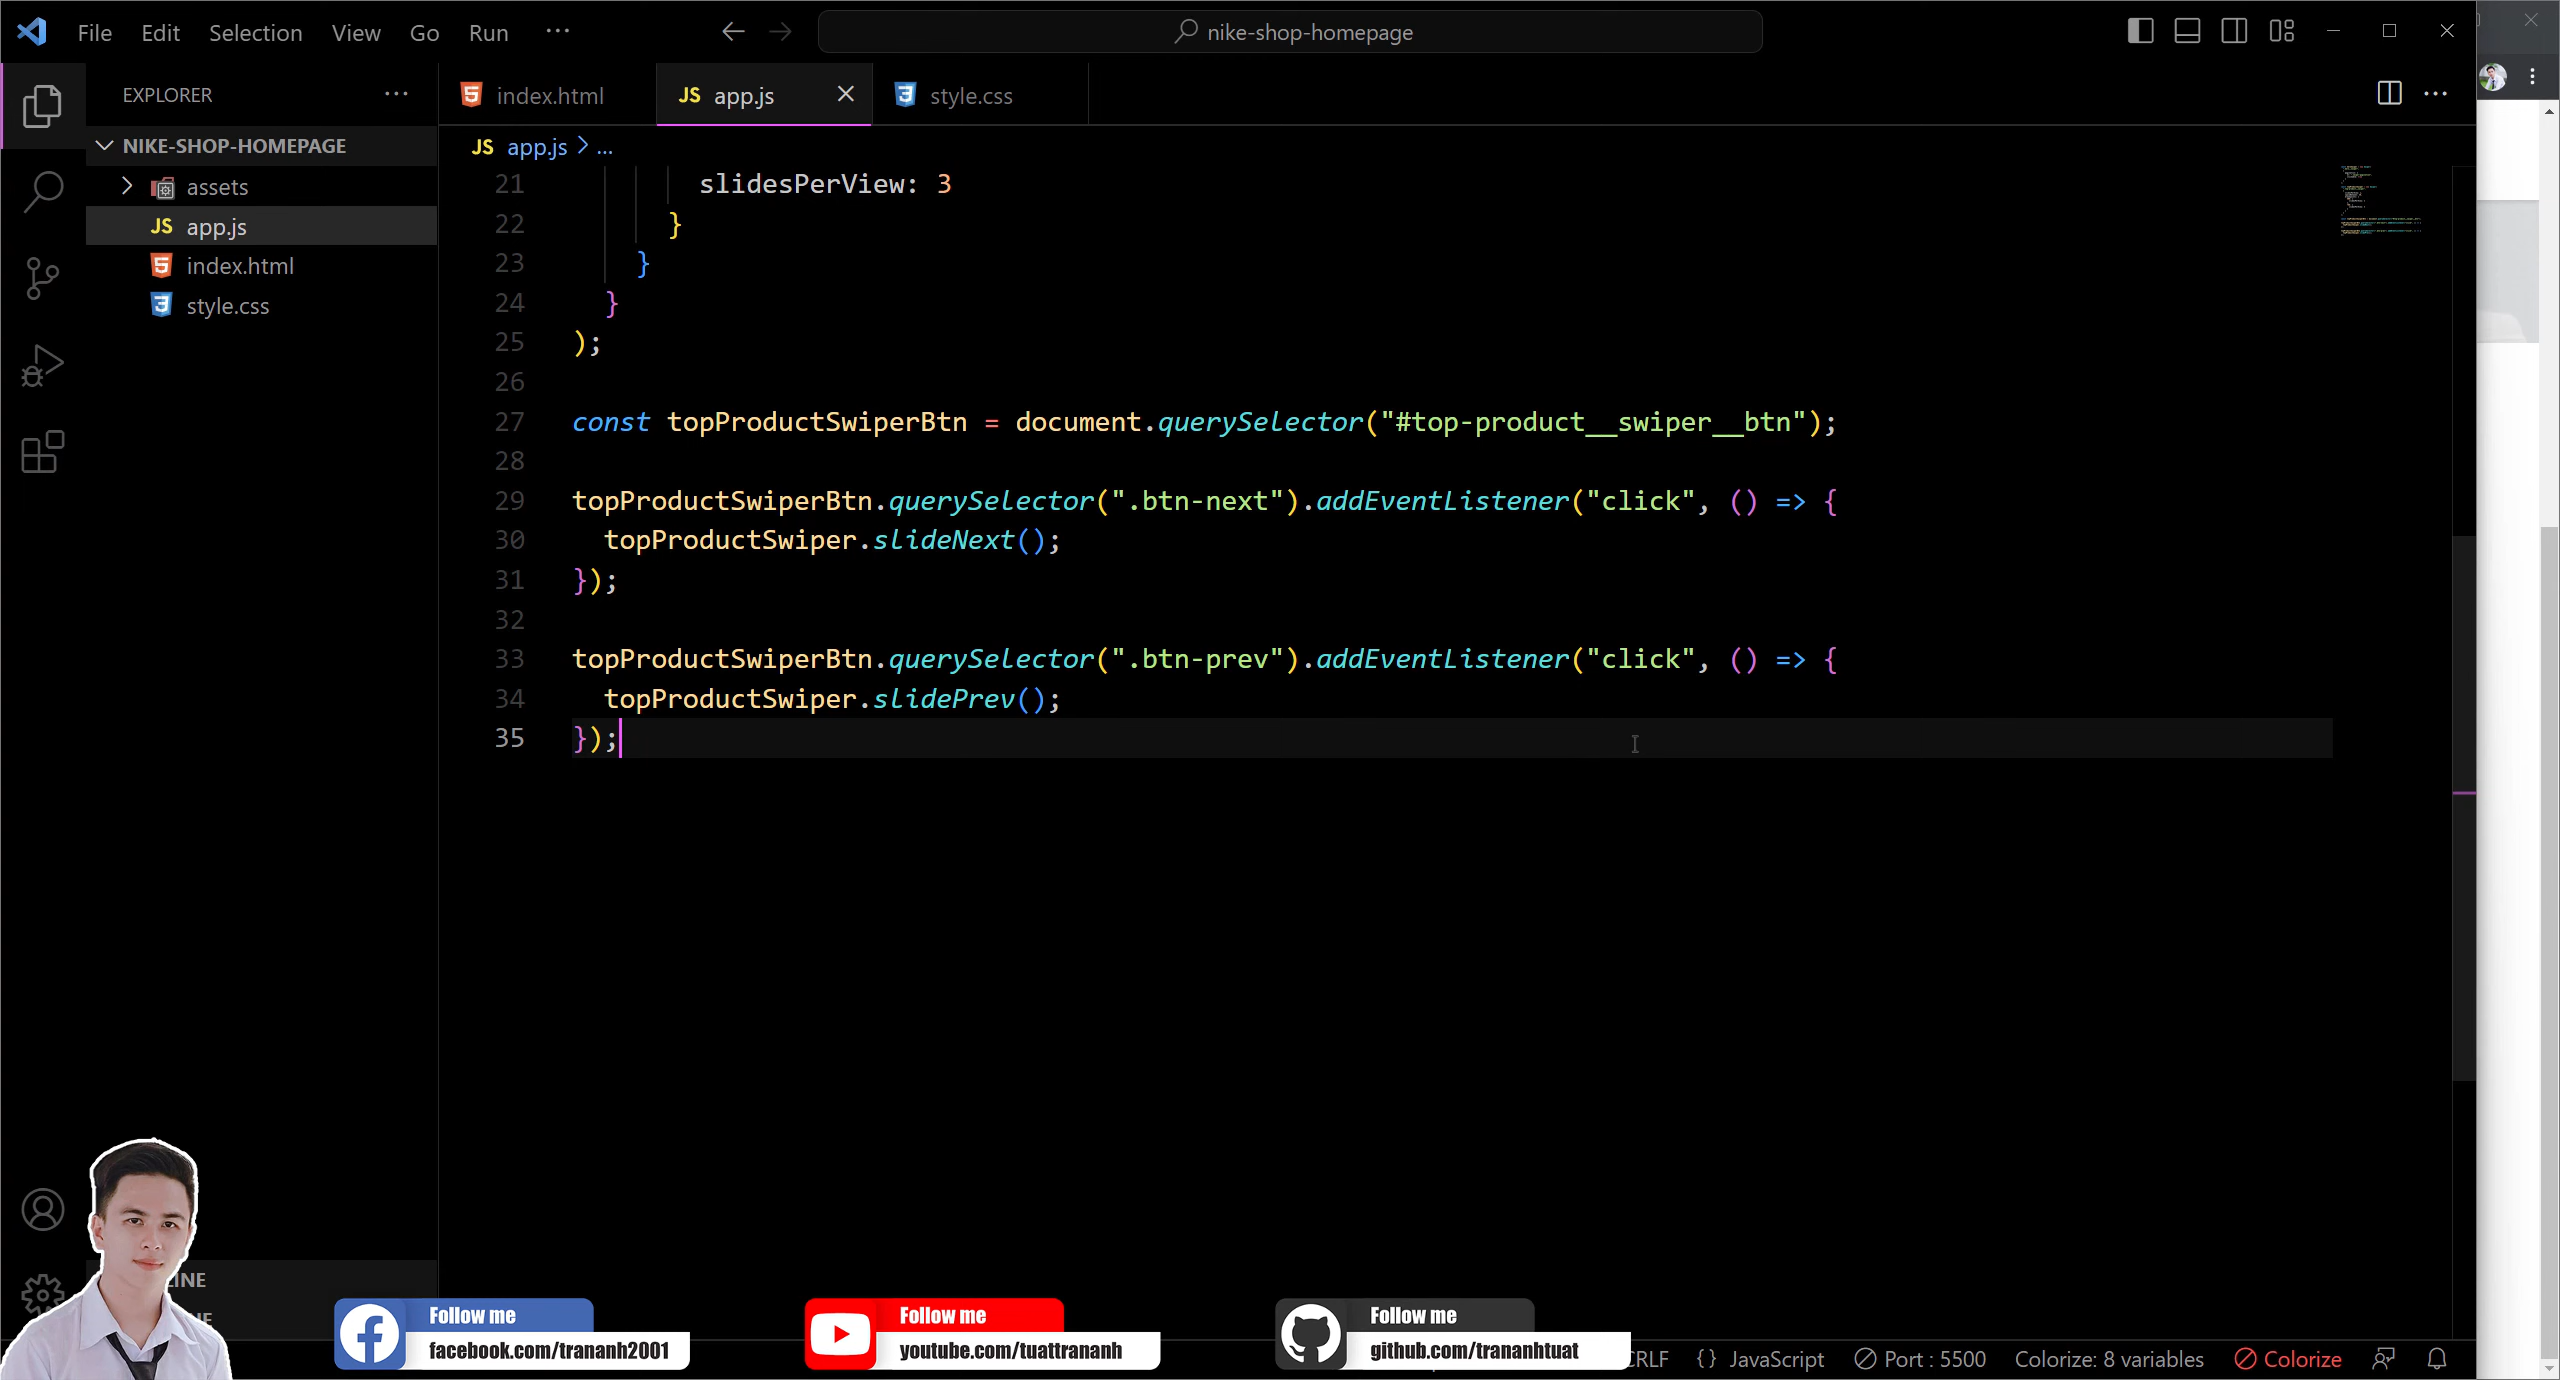 File Edit Selection View Go Run ...
nike-shop-homepage
EXPLORER ...
index.html
JS app.js
style.css
NIKE-SHOP-HOMEPAGE
assets
JS app.js
index.html
style.css
JS app.js > ...
21 slidesPerView: 3
22 }
23 }
24 }
25 );
26
27 const topProductSwiperBtn = document.querySelector("#top-product__swiper__btn");
28
29 topProductSwiperBtn.querySelector(".btn-next").addEventListener("click", () => {
30 topProductSwiper.slideNext();
31 });
32
33 topProductSwiperBtn.querySelector(".btn-prev").addEventListener("click", () => {
34 topProductSwiper.slidePrev();
35 });
Follow me
facebook.com/trananh2001
Follow me
youtube.com/tuattrananh
Follow me
github.com/trananhtuat
CRLF {} JavaScript Port : 5500 Colorize: 8 variables Colorize